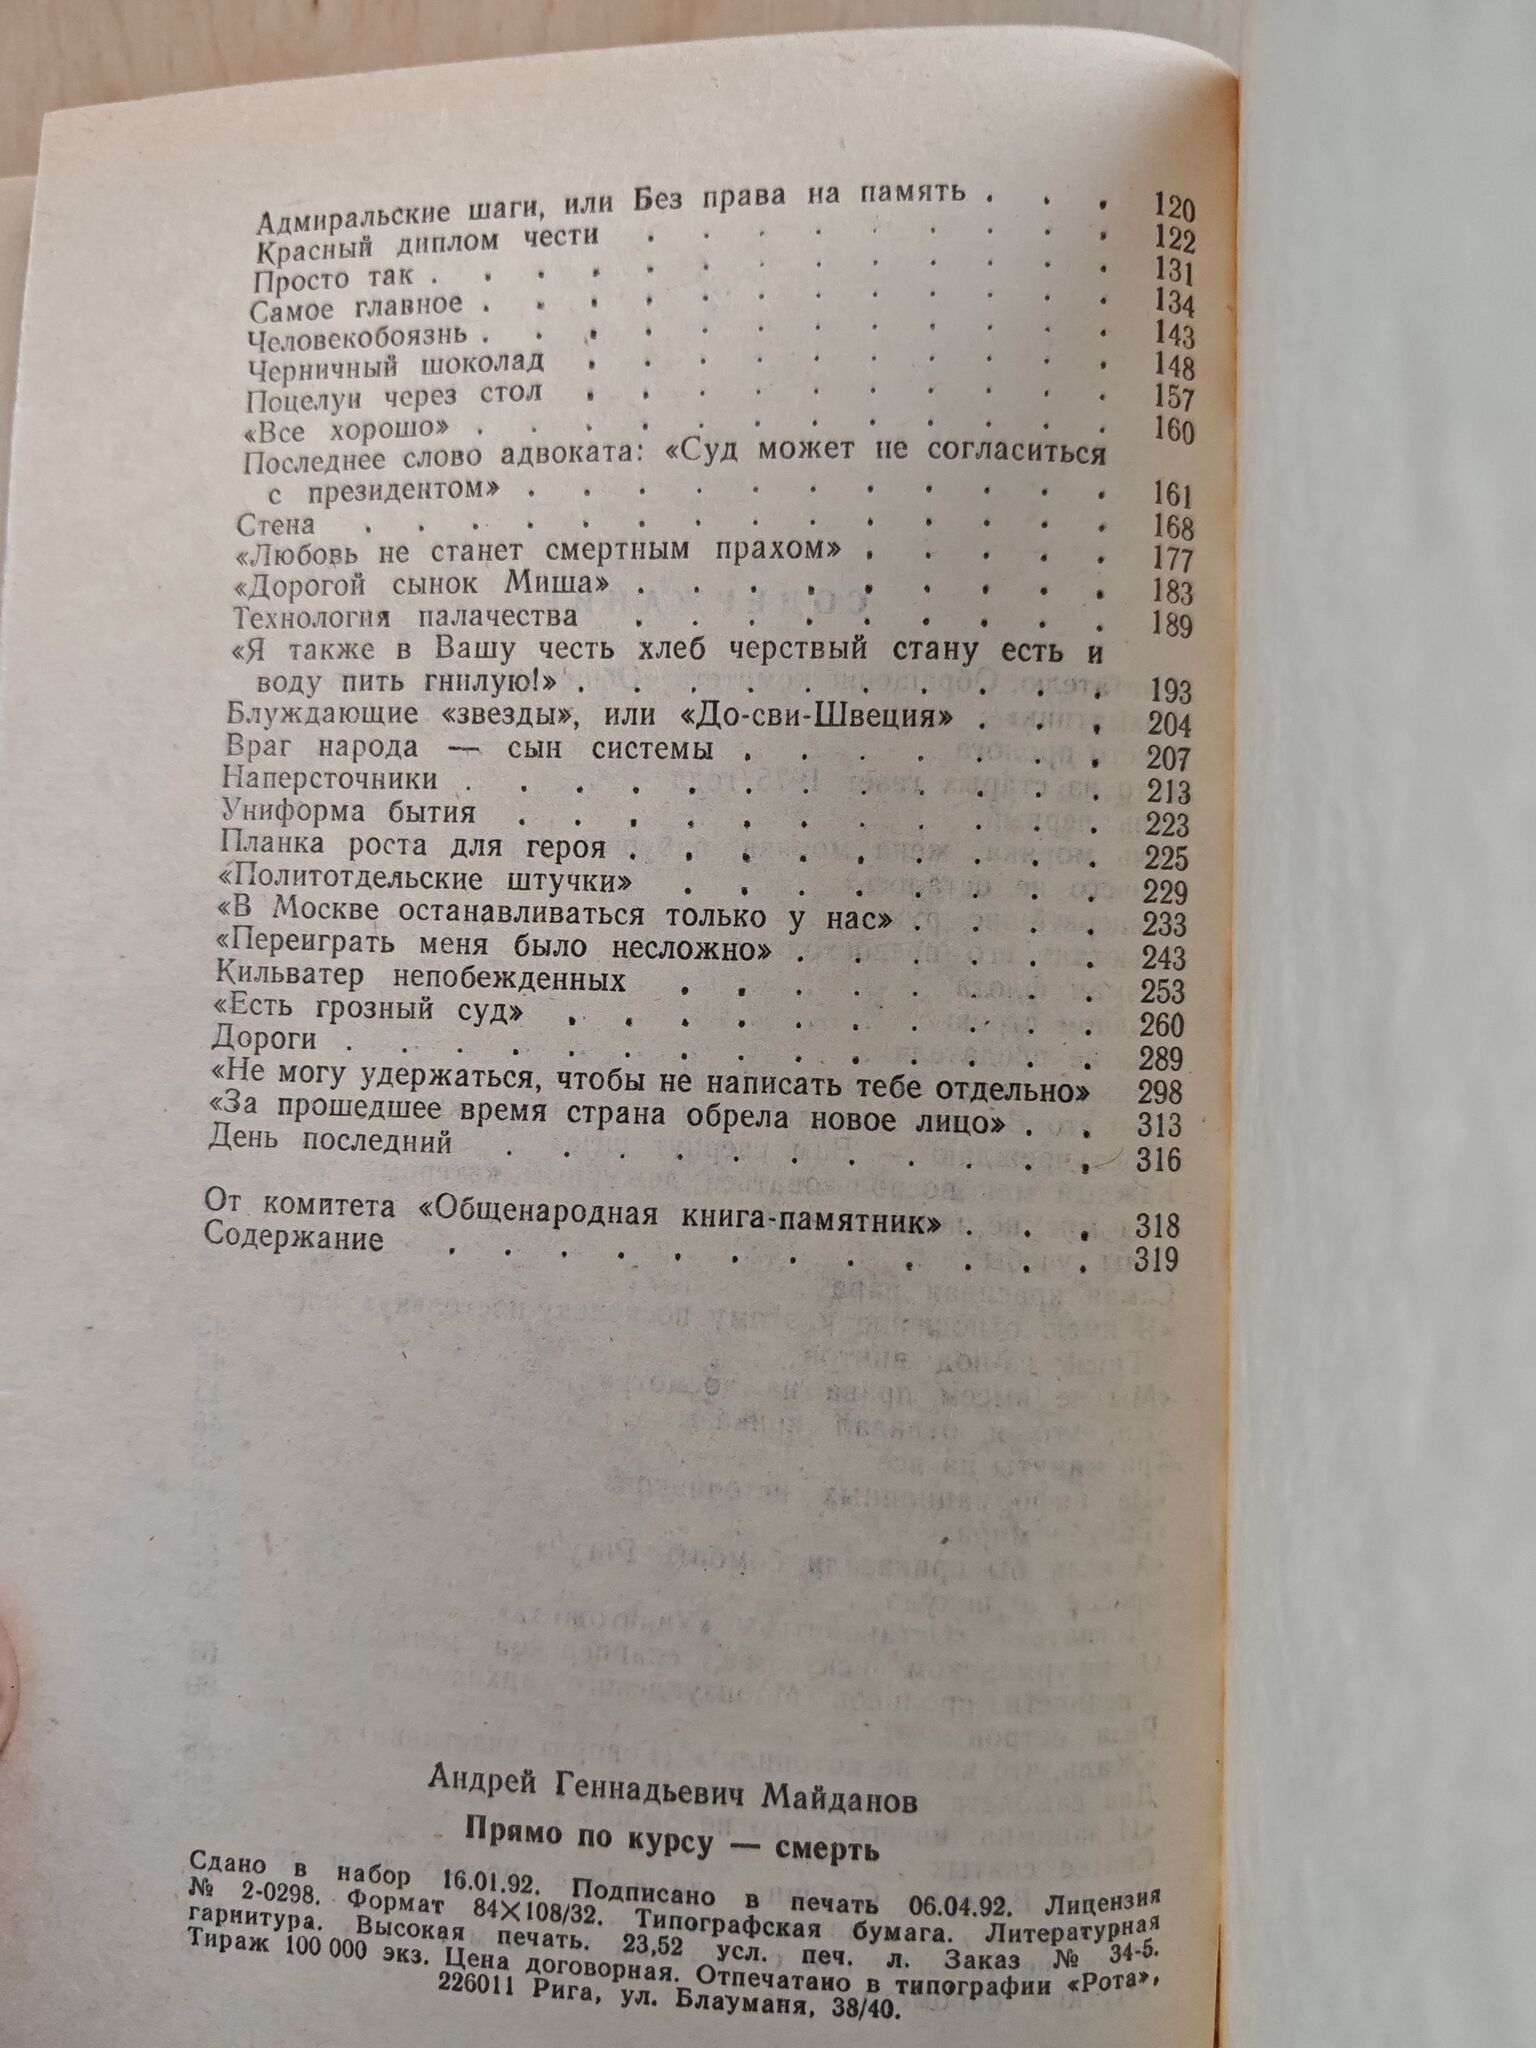 Адмиральские шаги, или Без права на память . . . 120
Красный диплом чести . . . . . . . . . 122
Просто так . . . . . . . . . . . . . 131
Самое главное . . . . . . . . . . . . 134
Человекобоязнь . . . . . . . . . . . . 143
Черничный шоколад . . . . . . . . . . 148
Поцелуи через стол . . . . . . . . . . 157
«Все хорошо» . . . . . . . . . . . . 160
Последнее слово адвоката: «Суд может не согласиться
с президентом» . . . . . . . . . . . 161
Стена . . . . . . . . . . . . . . 168
«Любовь не станет смертным прахом» . . . . . 177
«Дорогой сынок Миша» . . . . . . . . . 183
Технология палачества . . . . . . . . . 189
«Я также в Вашу честь хлеб черствый стану есть и
воду пить гнилую!» . . . . . . . . . . 193
Блуждающие «звезды», или «До-сви-Швеция» . . . 204
Враг народа — сын системы . . . . . . . 207
Наперсточники . . . . . . . . . . . . 213
Униформа бытия . . . . . . . . . . . 223
Планка роста для героя . . . . . . . . . 225
«Политотдельские штучки» . . . . . . . . 229
«В Москве останавливаться только у нас» . . . . 233
«Переиграть меня было несложно» . . . . . . 243
Кильватер непобежденных . . . . . . . . 253
«Есть грозный суд» . . . . . . . . . . 260
Дороги . . . . . . . . . . . . . . 289
«Не могу удержаться, чтобы не написать тебе отдельно» 298
«За прошедшее время страна обрела новое лицо» . . 313
День последний . . . . . . . . . . . 316
От комитета «Общенародная книга-памятник» . . . 318
Содержание . . . . . . . . . . . . 319
Андрей Геннадьевич Майданов
Прямо по курсу — смерть
Сдано в набор 16.01.92. Подписано в печать 06.04.92. Лицензия
№ 2-0298. Формат 84×108/32. Типографская бумага. Литературная
гарнитура. Высокая печать. 23,52 усл. печ. л. Заказ № 34-5.
Тираж 100 000 экз. Цена договорная. Отпечатано в типографии «Рота»,
226011 Рига, ул. Блауманя, 38/40.